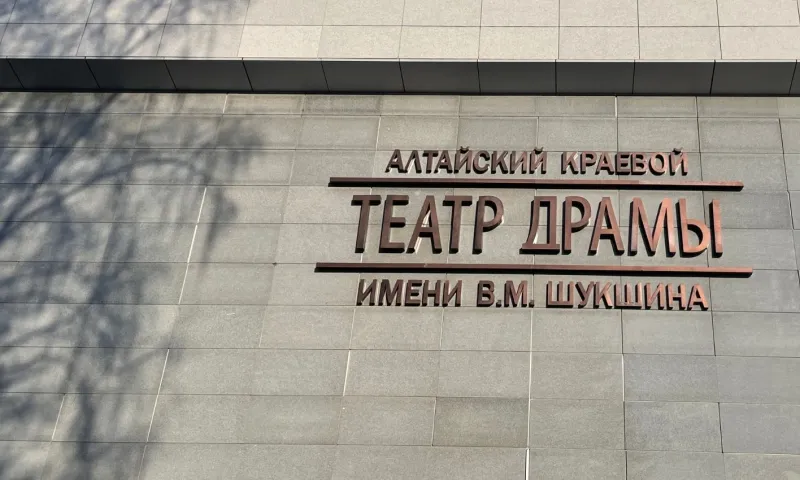 АЛТАЙСКИЙ КРАЕВОЙ
ТЕАТР ДРАМЫ
ИМЕНИ В.М. ШУКШИНА